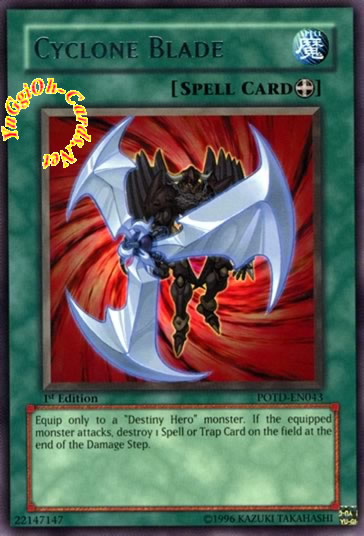 CYCLONE BLADE
魔
[SPELL CARD]
YuGgiOh-Cards.Net
1st Edition
POTD-EN043
Equip only to a "Destiny Hero" monster. If the equipped
monster attacks, destroy 1 Spell or Trap Card on the field at the
end of the Damage Step.
22147147
©1996 KAZUKI TAKAHASHI